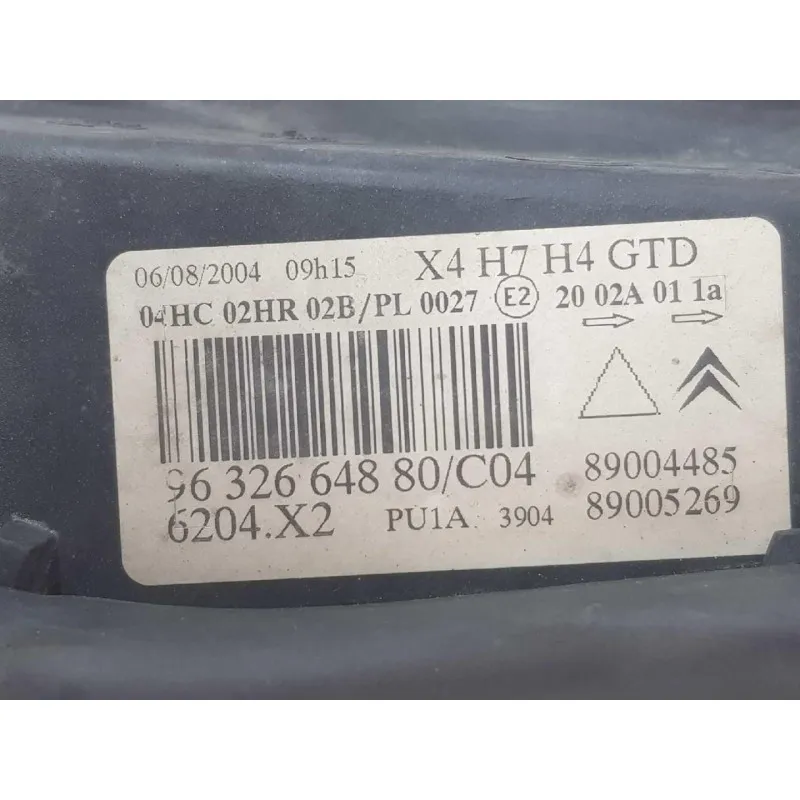 06/08/2004 09h15 X4 H7 H4 GTD
04HC 02HR 02B/PL 0027 E2 20 02A 01 1a
96 326 648 80/C04 89004485
6204.X2 PU1A 3904 89005269